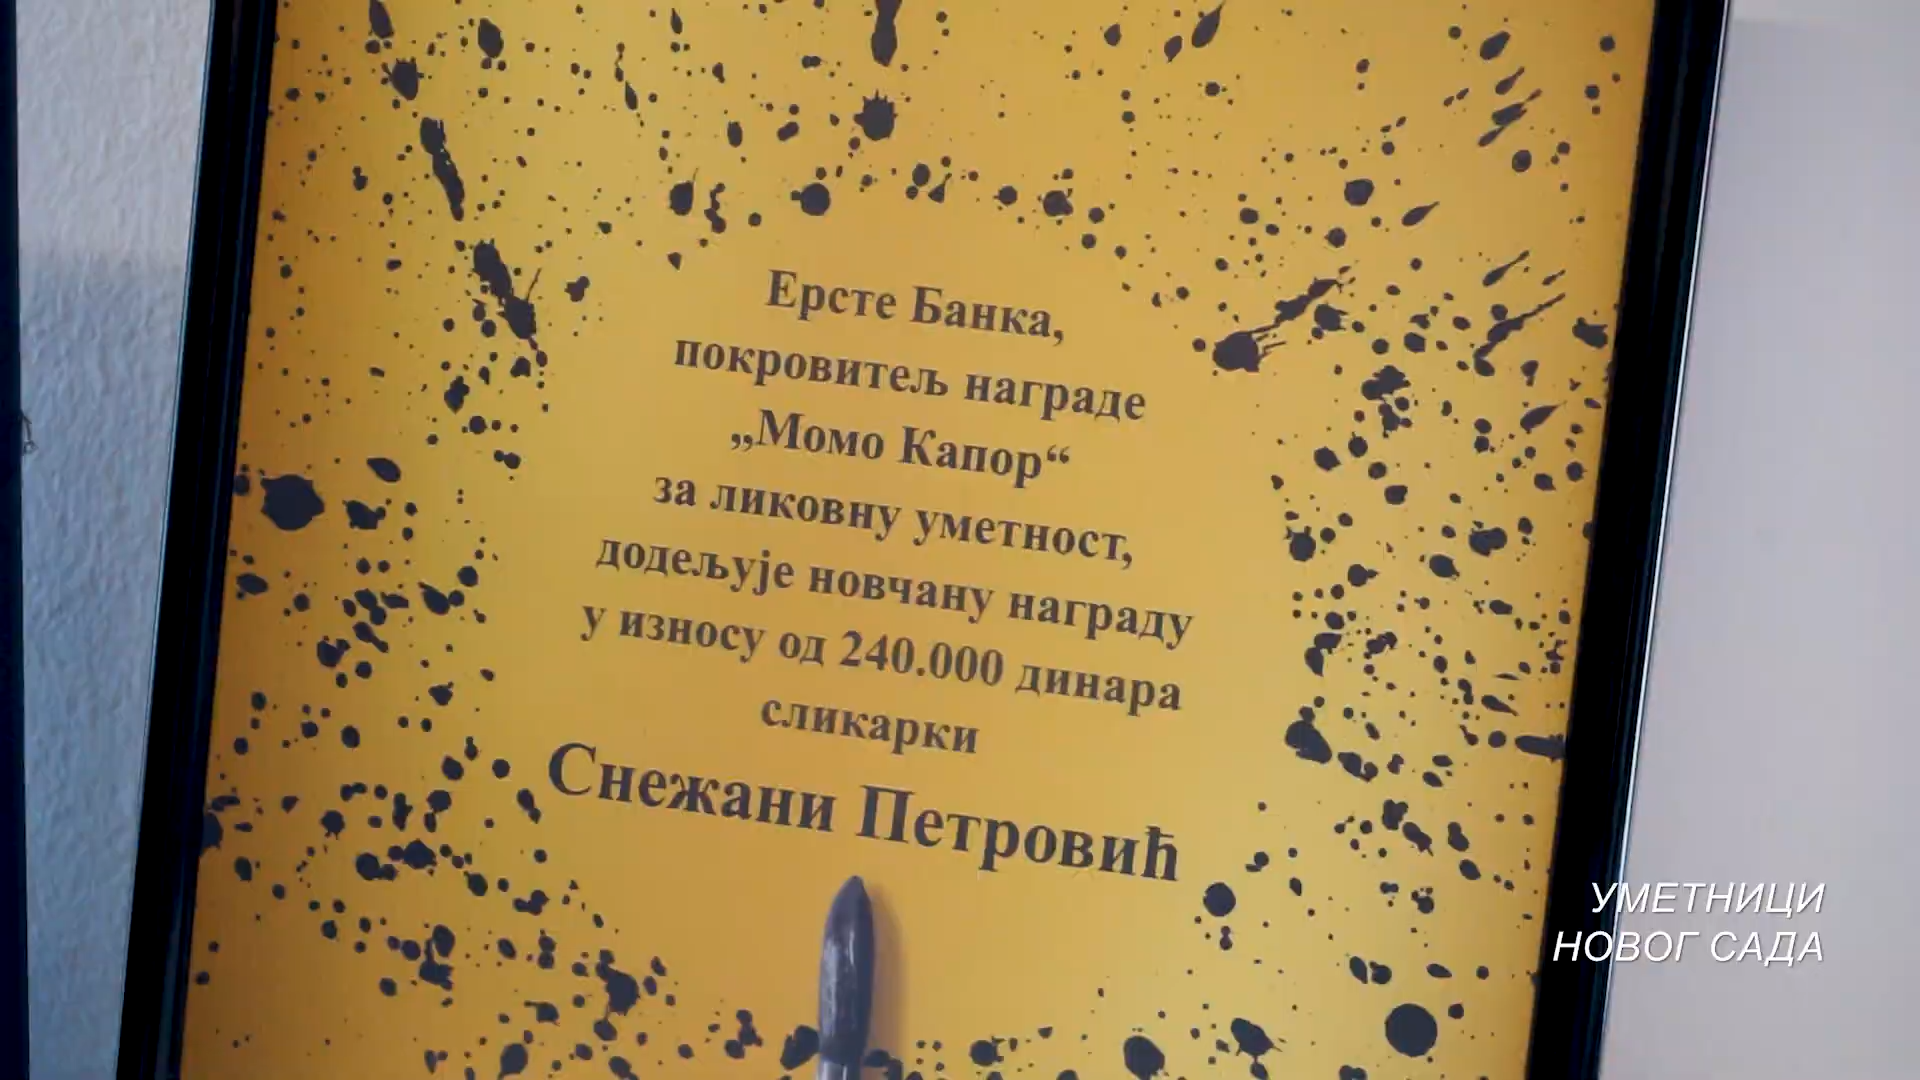 Ерсте Банка,
покровитељ награде
„Момо Капор“
за ликовну уметност,
додељује новчану награду
у износу од 240.000 динара
сликарки
Снежани Петровић
УМЕТНИЦИ
НОВОГ САДА